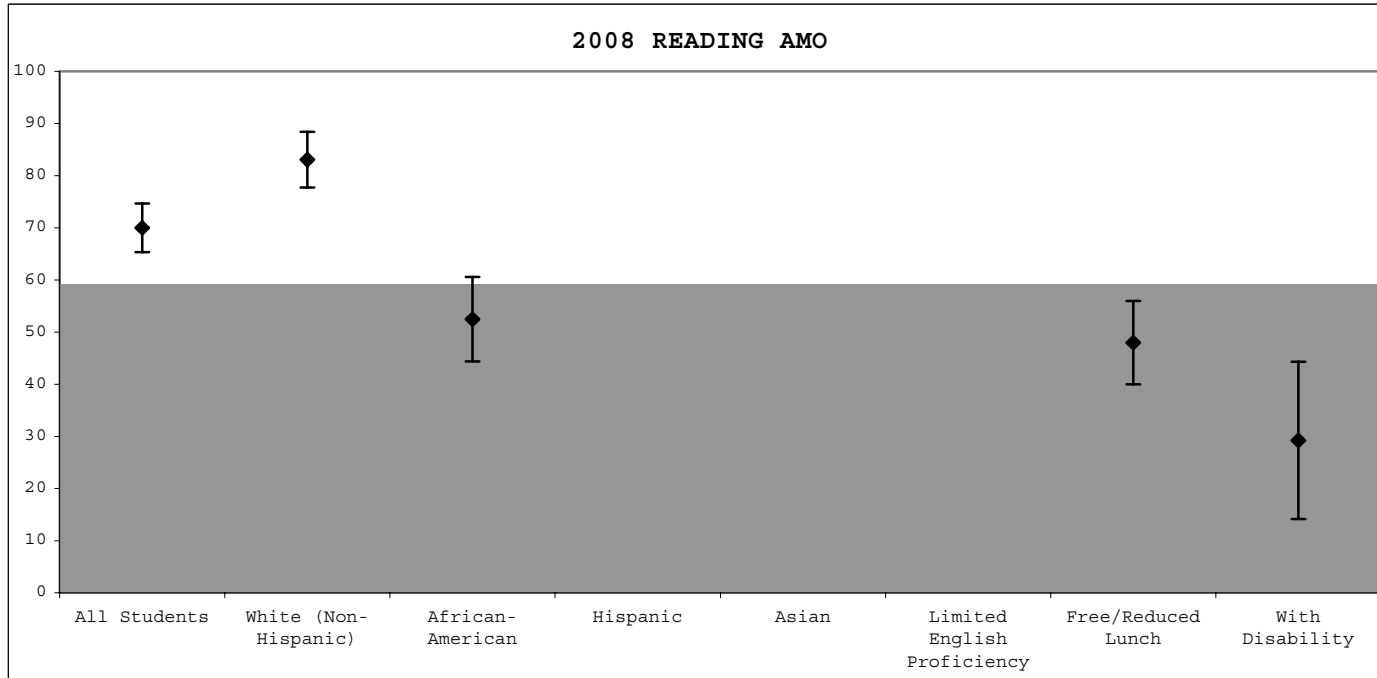 2008 READING AMO
100
90
80
70
60
50
40
30
20
10
0
All Students
White (Non-
Hispanic)
African-
American
Hispanic
Asian
Limited
English
Proficiency
Free/Reduced
Lunch
With
Disability